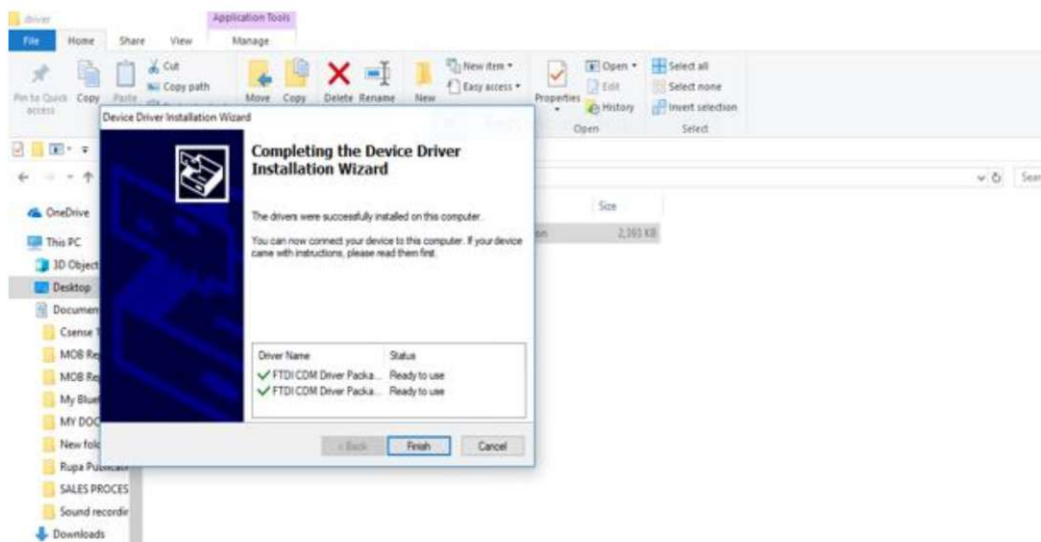 driver
Application Tools
File Home Share View Manage
Pin to Quick access
Copy
Paste
Cut
Copy path
Move
Copy
Delete
Rename
New
New item
Easy access
Properties
Open
Edit
History
Select all
Select none
Invert selection
Open
Select
Device Driver Installation Wizard
Completing the Device Driver
Installation Wizard
The drivers were successfully installed on this computer.
You can now connect your device to this computer. If your device
came with instructions, please read them first.
Driver Name Status
FTDI CDM Driver Packa... Ready to use
FTDI CDM Driver Packa... Ready to use
< Back Finish Cancel
Size
2,393 KB
OneDrive
This PC
3D Object
Desktop
Documen
Csense
MOB Re
MOB Re
My Blue
MY DOC
New fold
Rupa
SALES PROCES
Sound recordin
Downloads